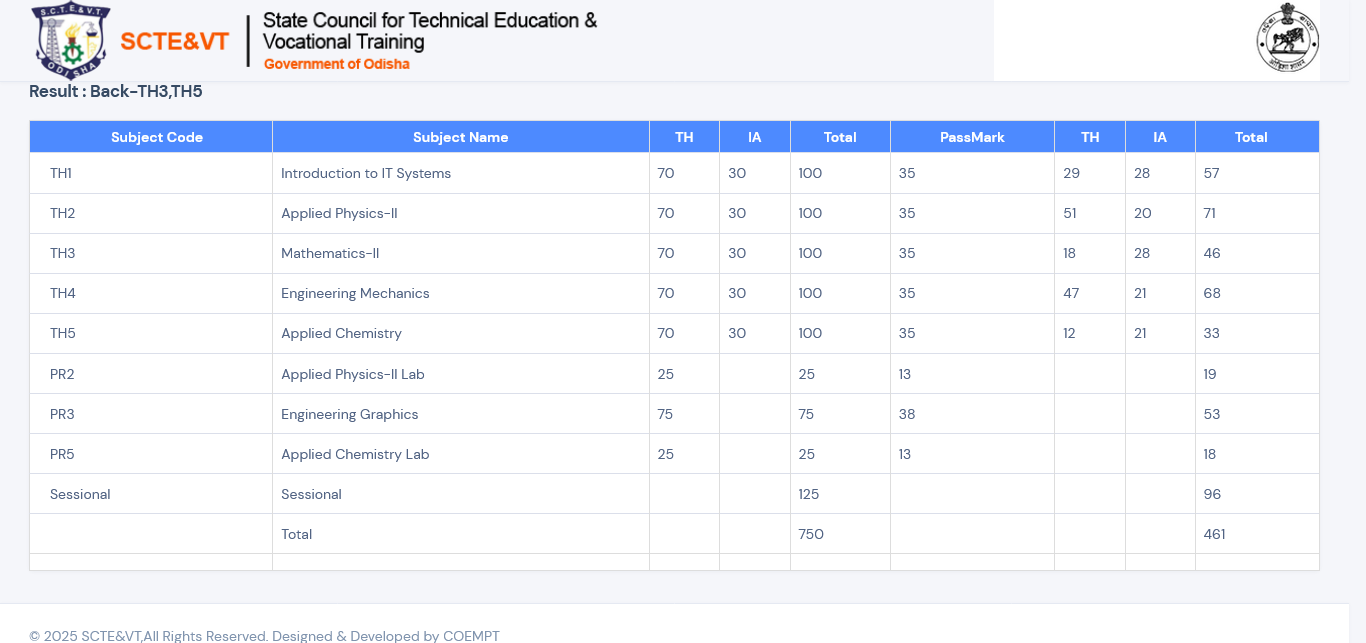 S.C.T.E.&V.T.
ODISHA
SCTE&VT
State Council for Technical Education &
Vocational Training
Government of Odisha
Result : Back-TH3,TH5
Subject Code Subject Name TH IA Total PassMark TH IA Total
TH1 Introduction to IT Systems 70 30 100 35 29 28 57
TH2 Applied Physics-II 70 30 100 35 51 20 71
TH3 Mathematics-II 70 30 100 35 18 28 46
TH4 Engineering Mechanics 70 30 100 35 47 21 68
TH5 Applied Chemistry 70 30 100 35 12 21 33
PR2 Applied Physics-II Lab 25 25 13 19
PR3 Engineering Graphics 75 75 38 53
PR5 Applied Chemistry Lab 25 25 13 18
Sessional Sessional 125 96
Total 750 461
© 2025 SCTE&VT,All Rights Reserved. Designed & Developed by COEMPT